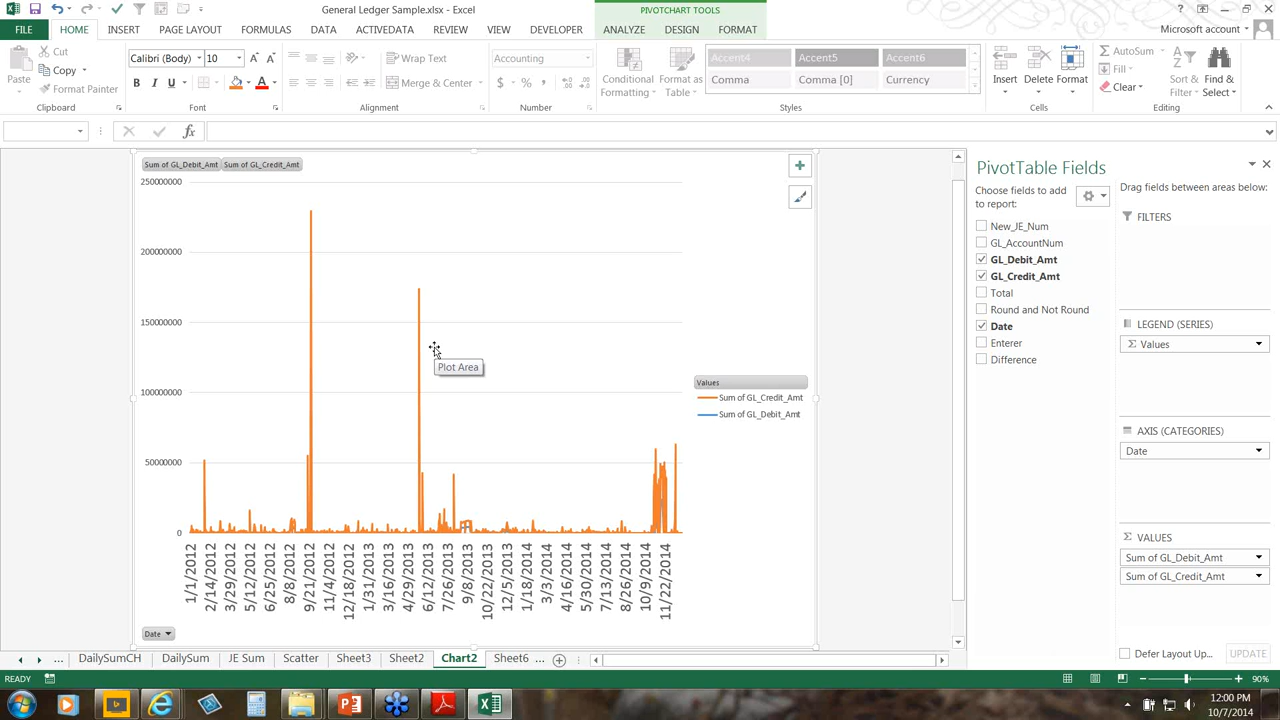 General Ledger Sample.xlsx - Excel
PIVOTCHART TOOLS
FILE HOME INSERT PAGE LAYOUT FORMULAS DATA ACTIVEDATA REVIEW VIEW DEVELOPER ANALYZE DESIGN FORMAT Microsoft account
Paste
Cut
Copy
Format Painter
Clipboard
Calibri (Body) 10
B I U
Font
Wrap Text
Merge & Center
Alignment
Accounting
$ % ,
Number
Conditional Formatting
Format as Table
Accent4 Accent5 Accent6
Comma Comma [0] Currency
Styles
Insert Delete Format
Cells
AutoSum
Fill
Clear
Sort & Filter
Find & Select
Editing
fx
Sum of GL_Debit_Amt Sum of GL_Credit_Amt
250000000
200000000
150000000
100000000
50000000
0
Plot Area
Values
Sum of GL_Credit_Amt
Sum of GL_Debit_Amt
1/1/2012
2/14/2012
3/29/2012
5/12/2012
6/25/2012
8/8/2012
9/21/2012
11/4/2012
12/18/2012
1/31/2013
3/16/2013
4/29/2013
6/12/2013
7/26/2013
9/8/2013
10/22/2013
12/5/2013
1/18/2014
3/3/2014
4/16/2014
5/30/2014
7/13/2014
8/26/2014
10/9/2014
11/22/2014
Date
PivotTable Fields
Choose fields to add
to report:
New_JE_Num
GL_AccountNum
GL_Debit_Amt
GL_Credit_Amt
Total
Round and Not Round
Date
Enterer
Difference
Drag fields between areas below:
FILTERS
LEGEND (SERIES)
Values
AXIS (CATEGORIES)
Date
VALUES
Sum of GL_Debit_Amt
Sum of GL_Credit_Amt
Defer Layout Up... UPDATE
... DailySumCH DailySum JE Sum Scatter Sheet3 Sheet2 Chart2 Sheet6 ...
READY 90%
12:00 PM
10/7/2014